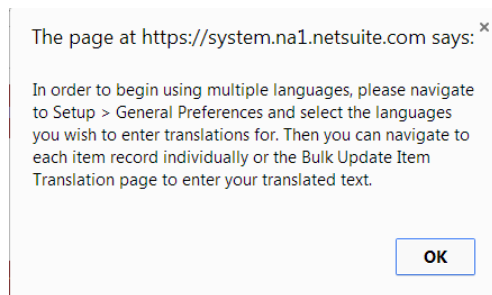 The page at https://system.na1.netsuite.com says: ×
In order to begin using multiple languages, please navigate
to Setup > General Preferences and select the languages
you wish to enter translations for. Then you can navigate to
each item record individually or the Bulk Update Item
Translation page to enter your translated text.
OK